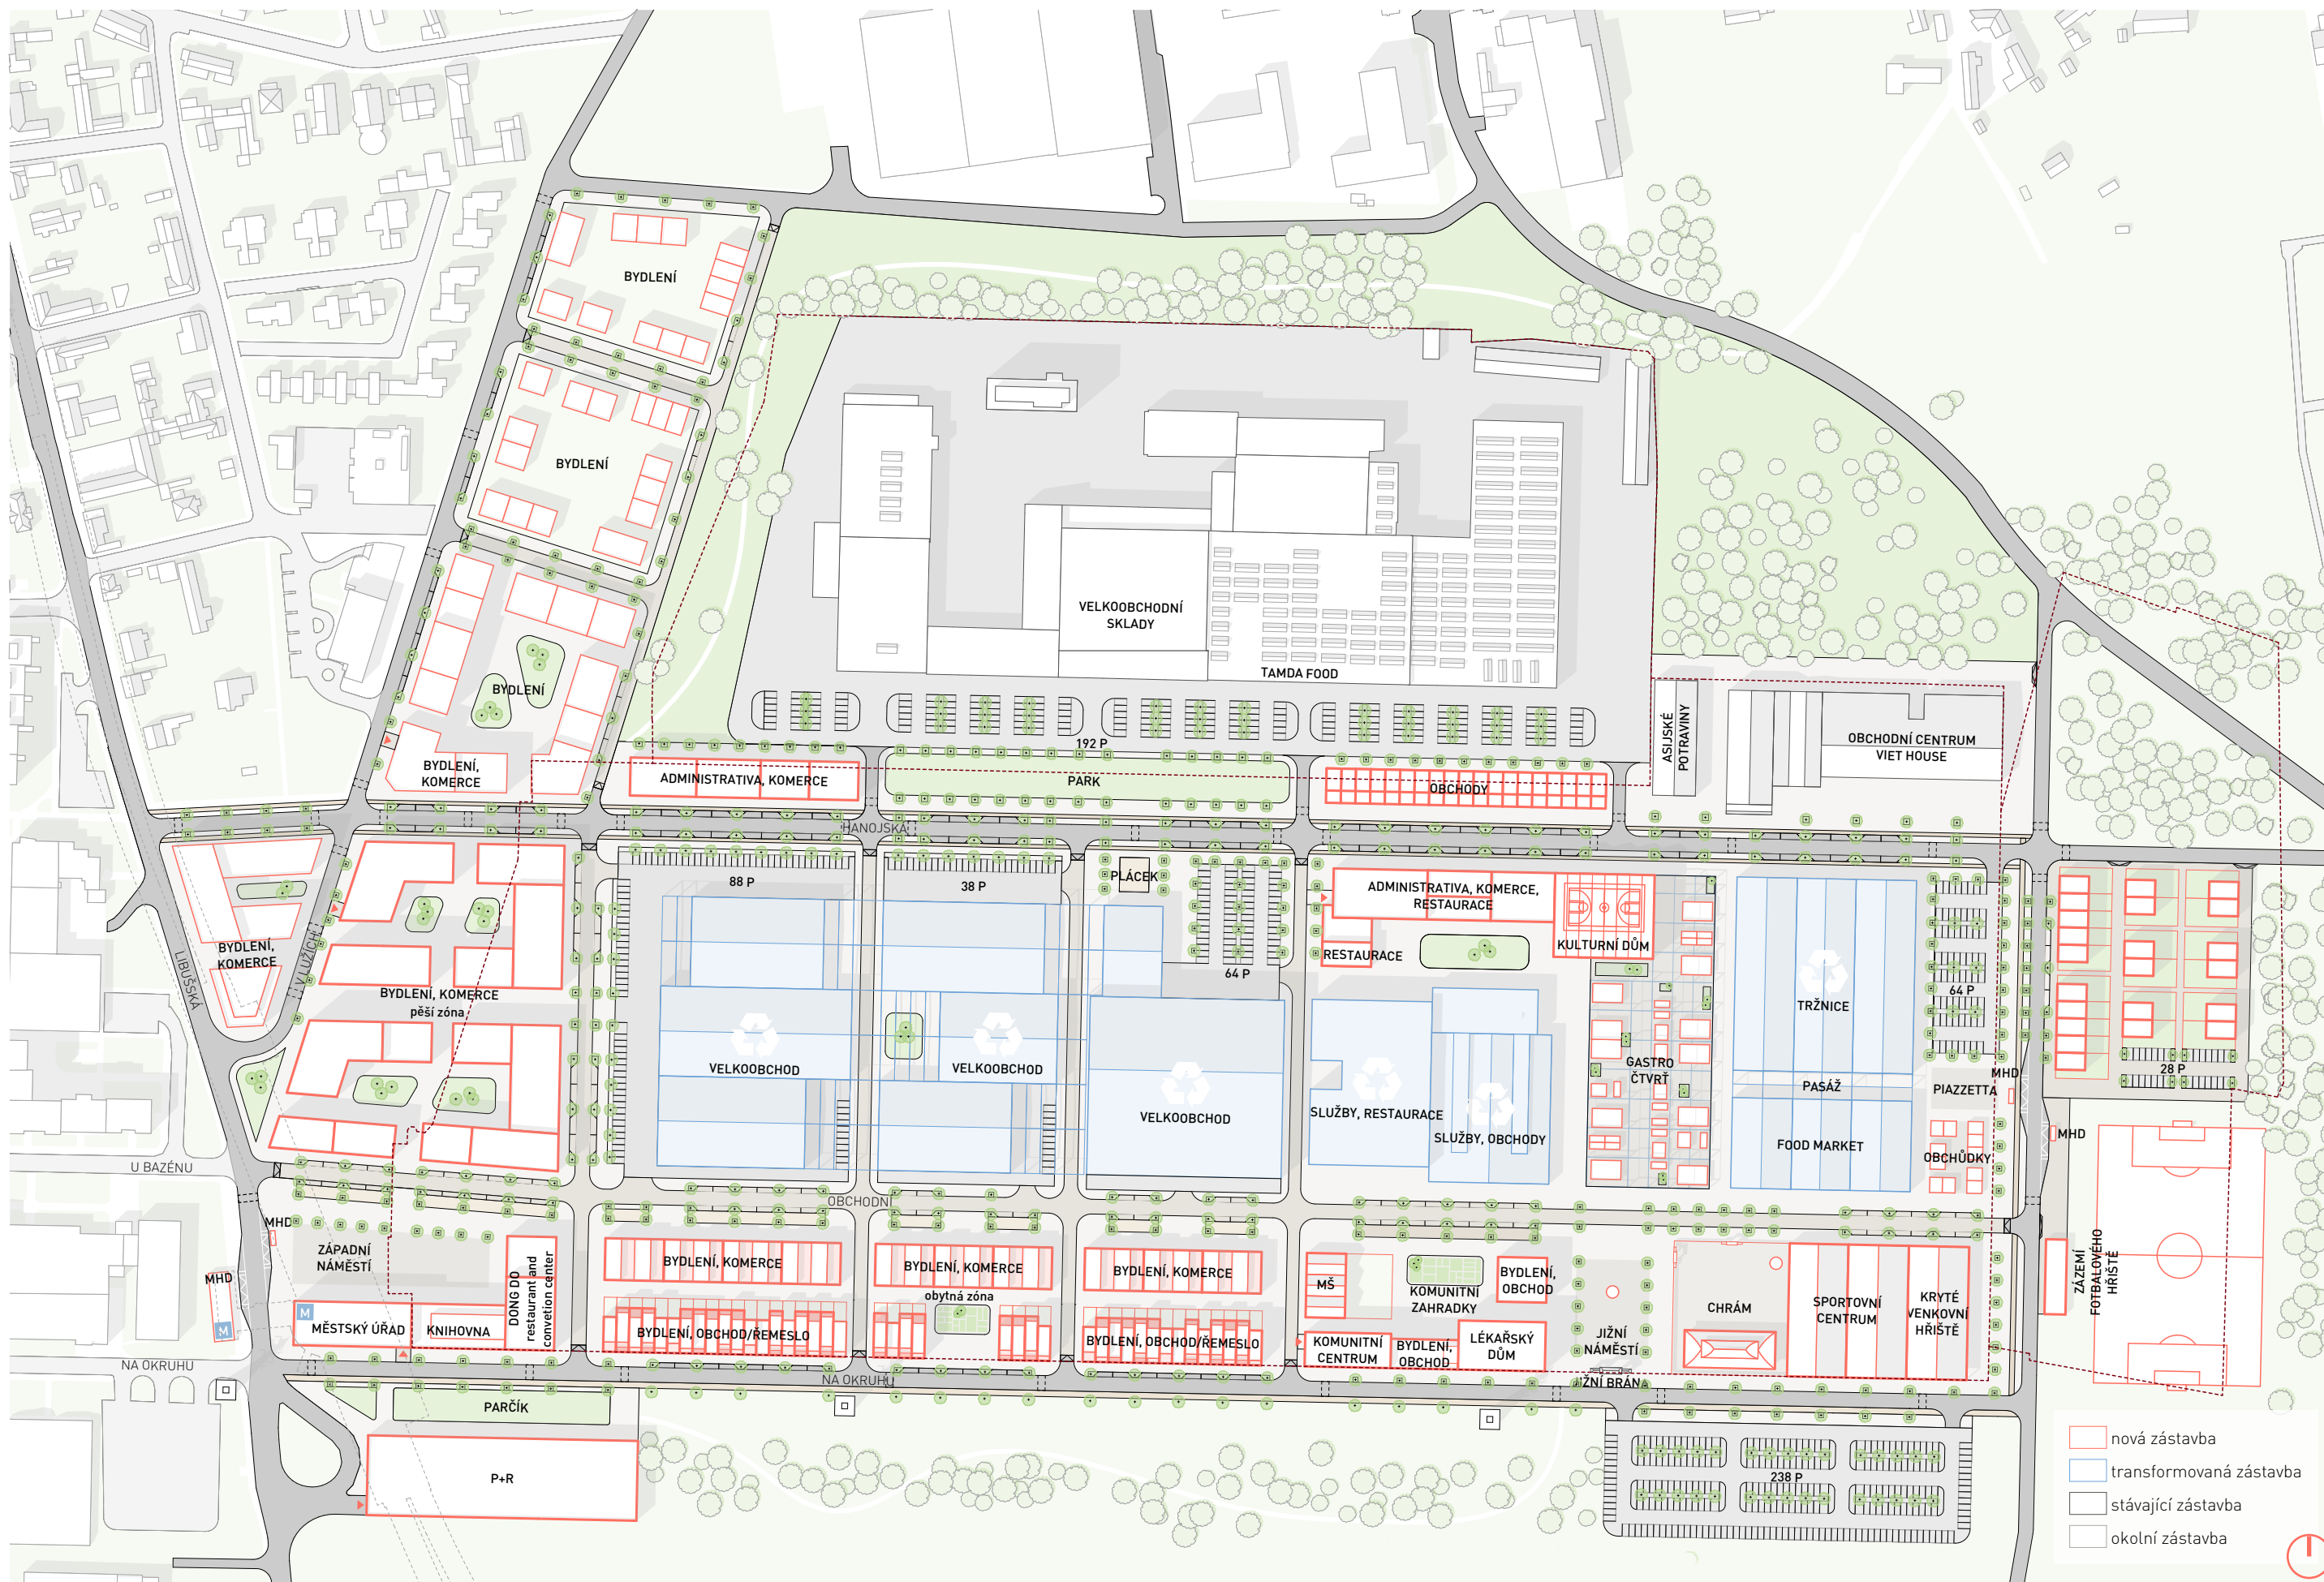 BYDLENÍ
BYDLENÍ
BYDLENÍ
BYDLENÍ,
KOMERCE
VELKOOBCHODNÍ
SKLADY
TAMDA FOOD
192 P
ASIJSKÉ
POTRAVINY
OBCHODNÍ CENTRUM
VIET HOUSE
ADMINISTRATIVA, KOMERCE
PARK
OBCHODY
HANOJSKÁ
BYDLENÍ,
KOMERCE
LIBUŠSKÁ
V LUŽÍCH
BYDLENÍ, KOMERCE
pěší zóna
88 P
38 P
PLÁCEK
64 P
ADMINISTRATIVA, KOMERCE,
RESTAURACE
RESTAURACE
KULTURNÍ DŮM
VELKOOBCHOD
VELKOOBCHOD
VELKOOBCHOD
SLUŽBY, RESTAURACE
SLUŽBY, OBCHODY
GASTRO
ČTVRŤ
TRŽNICE
PASÁŽ
FOOD MARKET
64 P
MHD
PIAZZETTA
OBCHŮDKY
28 P
MHD
U BAZÉNU
OBCHODNÍ
MHD
ZÁPADNÍ
NÁMĚSTÍ
MHD
M
M
MĚSTSKÝ ÚŘAD
KNIHOVNA
DONG DO
restaurant and
convetion center
BYDLENÍ, KOMERCE
BYDLENÍ, KOMERCE
BYDLENÍ, KOMERCE
obytná zóna
BYDLENÍ, OBCHOD/ŘEMESLO
BYDLENÍ, OBCHOD/ŘEMESLO
MŠ
KOMUNITNÍ
ZAHRADKY
BYDLENÍ,
OBCHOD
KOMUNITNÍ
CENTRUM
BYDLENÍ,
OBCHOD
LÉKAŘSKÝ
DŮM
JIŽNÍ
NÁMĚSTÍ
JIŽNÍ BRÁNA
CHRÁM
SPORTOVNÍ
CENTRUM
KRYTÉ
VENKOVNÍ
HŘIŠTĚ
ZÁZEMÍ
FOTBALOVÉHO
HŘIŠTĚ
NA OKRUHU
NA OKRUHU
PARČÍK
P+R
238 P
nová zástavba
transformovaná zástavba
stávající zástavba
okolní zástavba